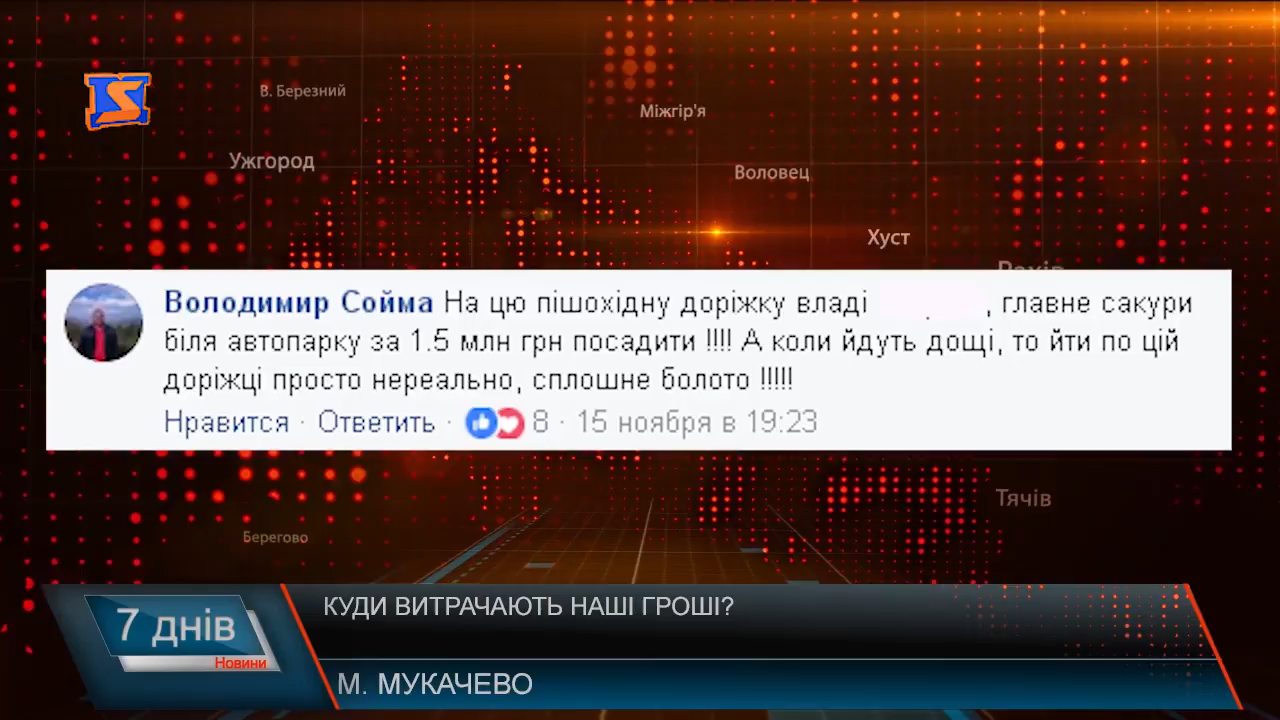 В. Березний
Міжгір'я
Ужгород
Воловец
Хуст
Рахів
Володимир Сойма На цю пішохідну доріжку владі , главне сакури
біля автопарку за 1.5 млн грн посадити !!!! А коли йдуть дощі, то йти по цій
доріжці просто нереально, сплошне болото !!!!!
Нравится · Ответить · 8 · 15 ноября в 19:23
Тячів
Берегово
КУДИ ВИТРАЧАЮТЬ НАШІ ГРОШІ?
7 днів
Новини
М. МУКАЧЕВО